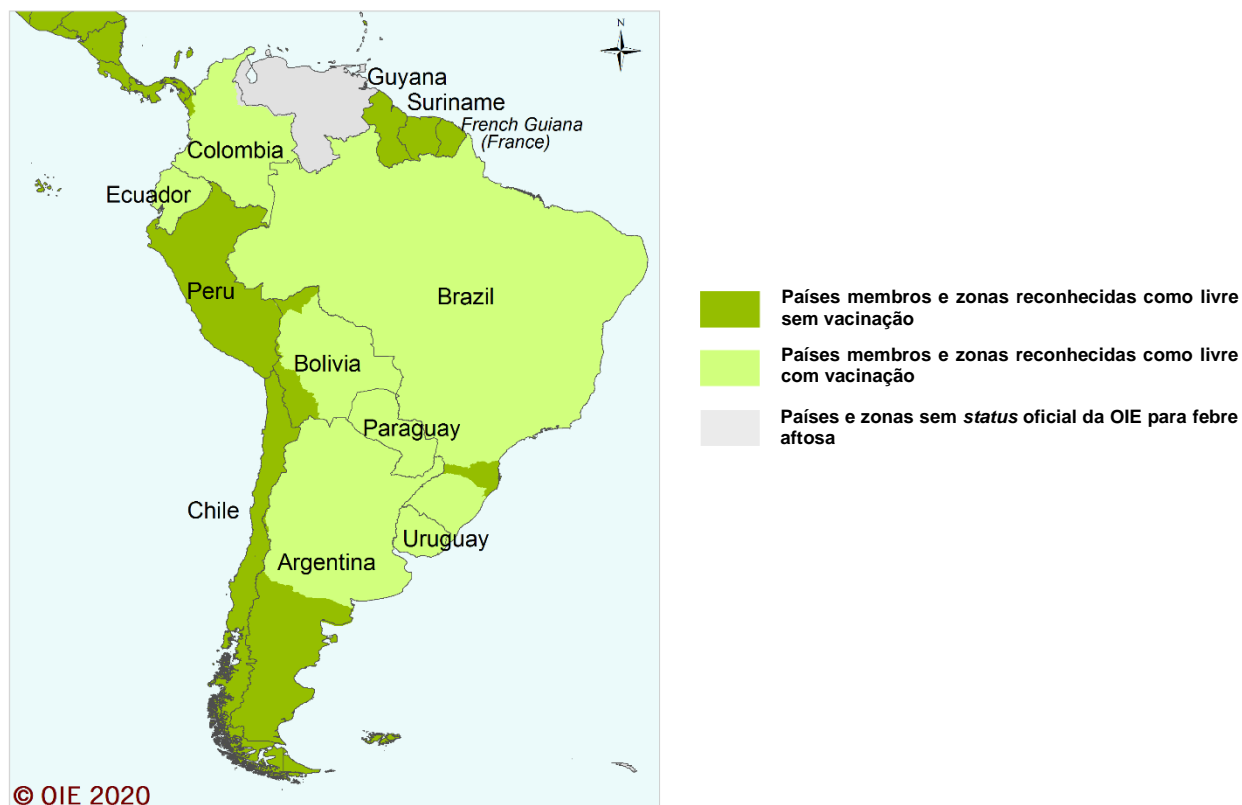 N
Guyana
Suriname
French Guiana
(France)
Colombia
Ecuador
Peru
Brazil
Bolivia
Paraguay
Chile
Uruguay
Argentina
© OIE 2020
Países membros e zonas reconhecidas como livre
sem vacinação
Países membros e zonas reconhecidas como livre
com vacinação
Países e zonas sem status oficial da OIE para febre
aftosa